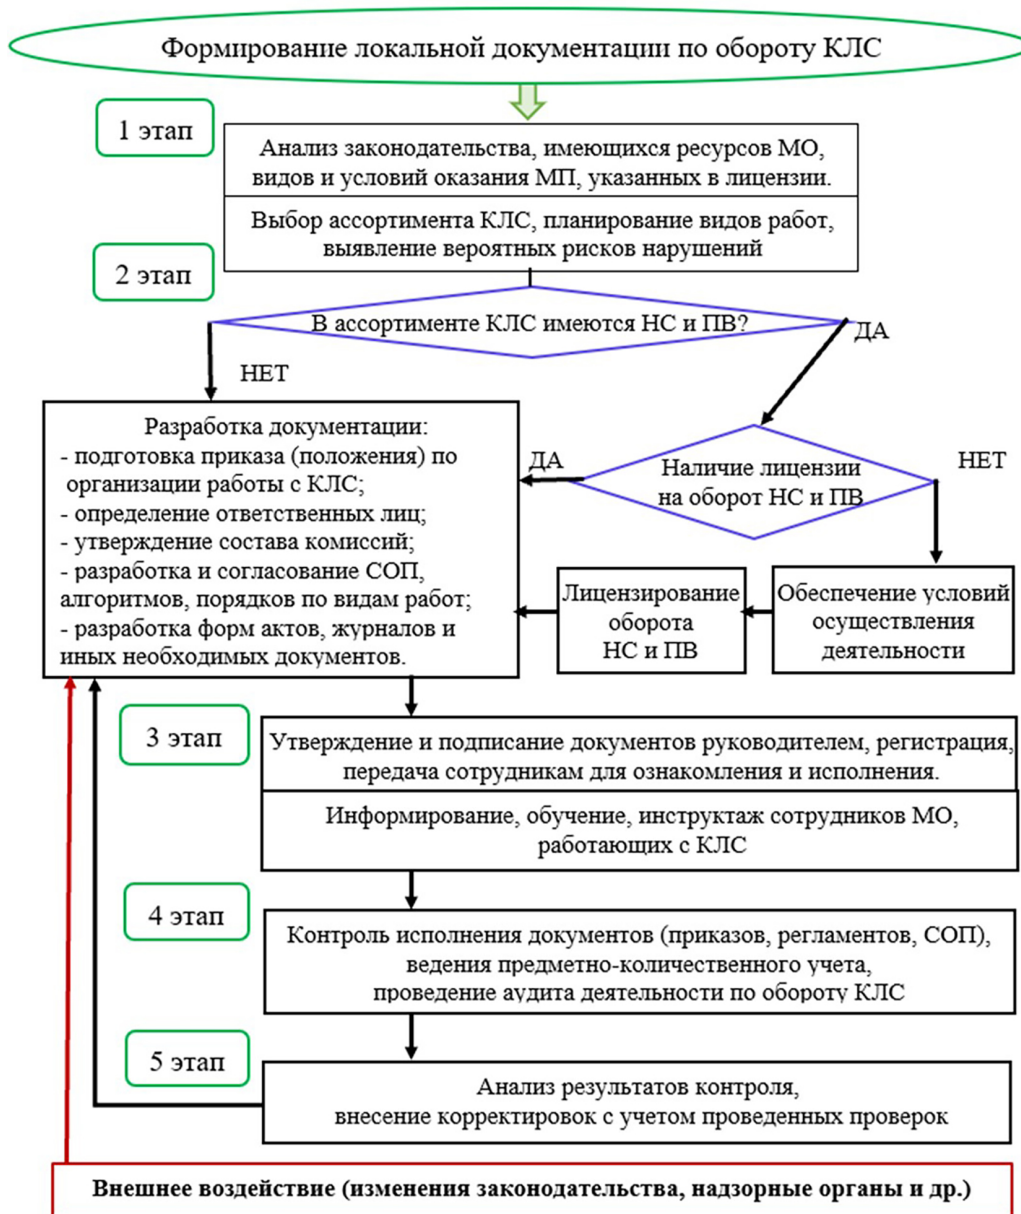 Формирование локальной документации по обороту КЛС
1 этап
Анализ законодательства, имеющихся ресурсов МО,
видов и условий оказания МП, указанных в лицензии.
Выбор ассортимента КЛС, планирование видов работ,
выявление вероятных рисков нарушений
2 этап
В ассортименте КЛС имеются НС и ПВ?
ДА
НЕТ
Разработка документации:
- подготовка приказа (положения) по
организации работы с КЛС;
- определение ответственных лиц;
- утверждение состава комиссий;
- разработка и согласование СОП,
алгоритмов, порядков по видам работ;
- разработка форм актов, журналов и
иных необходимых документов.
ДА
Наличие лицензии
на оборот НС и ПВ
НЕТ
Лицензирование
оборота
НС и ПВ
Обеспечение условий
осуществления
деятельности
3 этап
Утверждение и подписание документов руководителем, регистрация,
передача сотрудникам для ознакомления и исполнения.
Информирование, обучение, инструктаж сотрудников МО,
работающих с КЛС
4 этап
Контроль исполнения документов (приказов, регламентов, СОП),
ведения предметно-количественного учета,
проведение аудита деятельности по обороту КЛС
5 этап
Анализ результатов контроля,
внесение корректировок с учетом проведенных проверок
Внешнее воздействие (изменения законодательства, надзорные органы и др.)